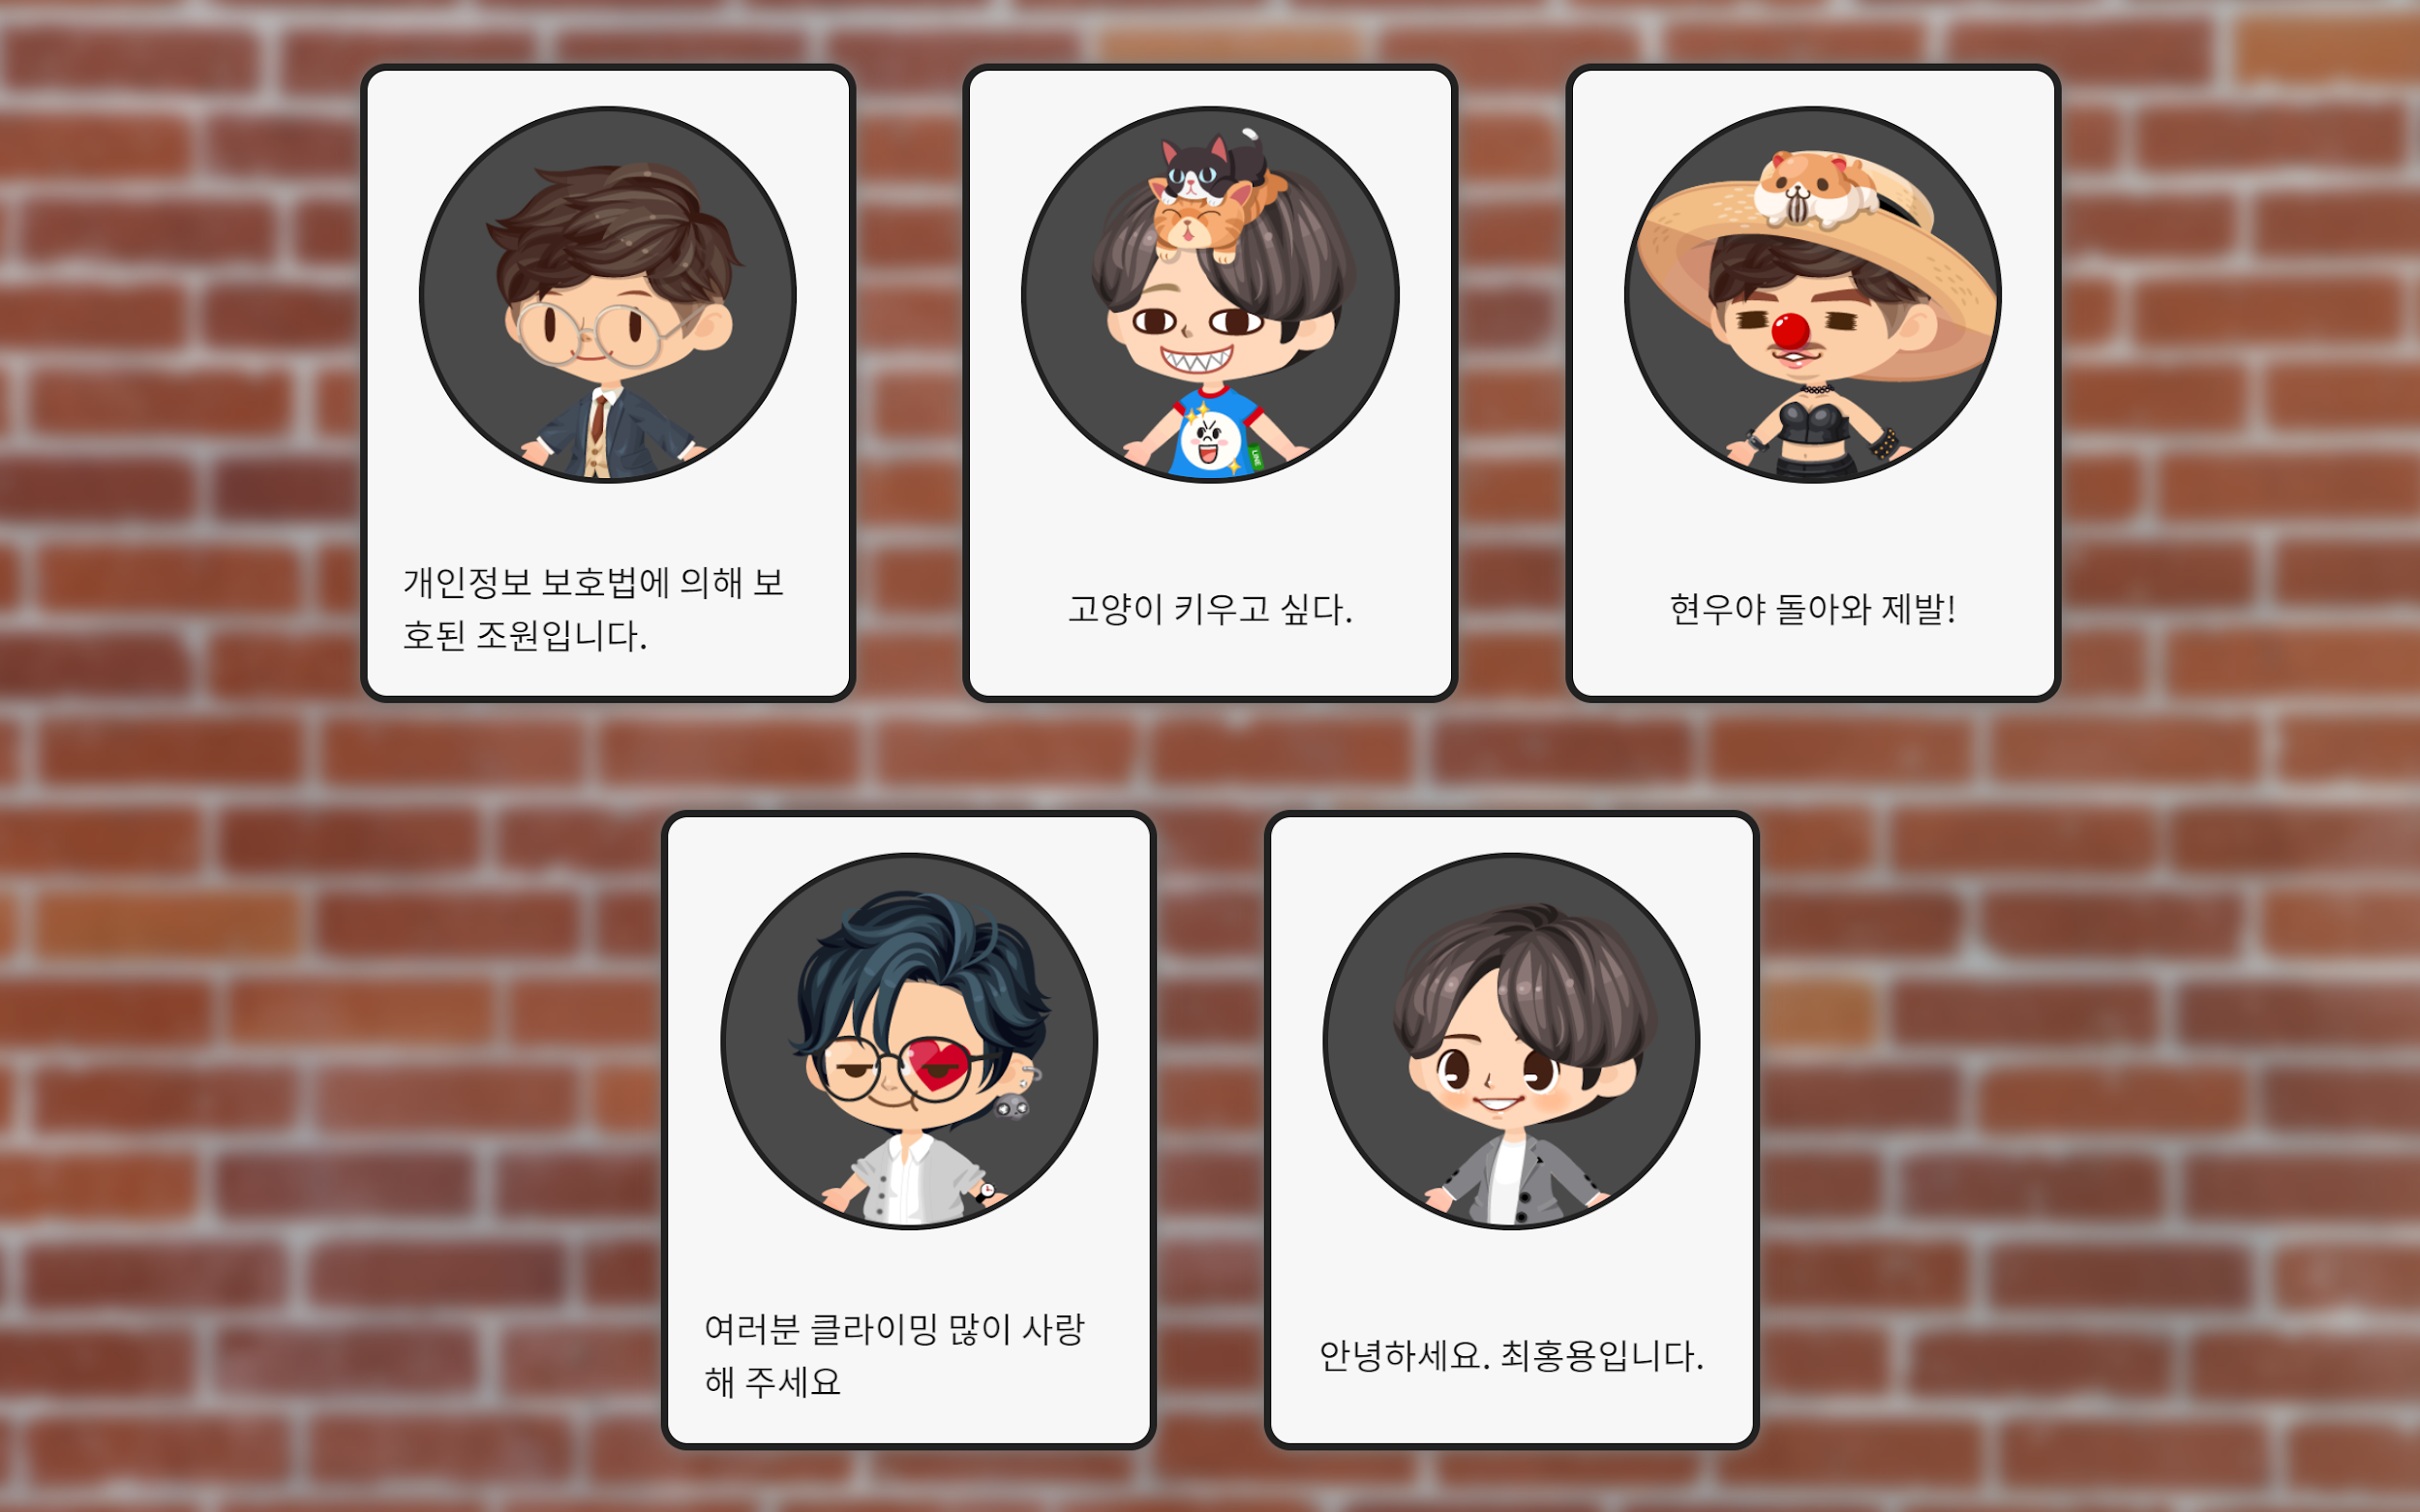 개인정보 보호법에 의해 보
호된 조원입니다.
고양이 키우고 싶다.
LINE
현우야 돌아와 제발!
여러분 클라이밍 많이 사랑
해 주세요
안녕하세요. 최홍용입니다.